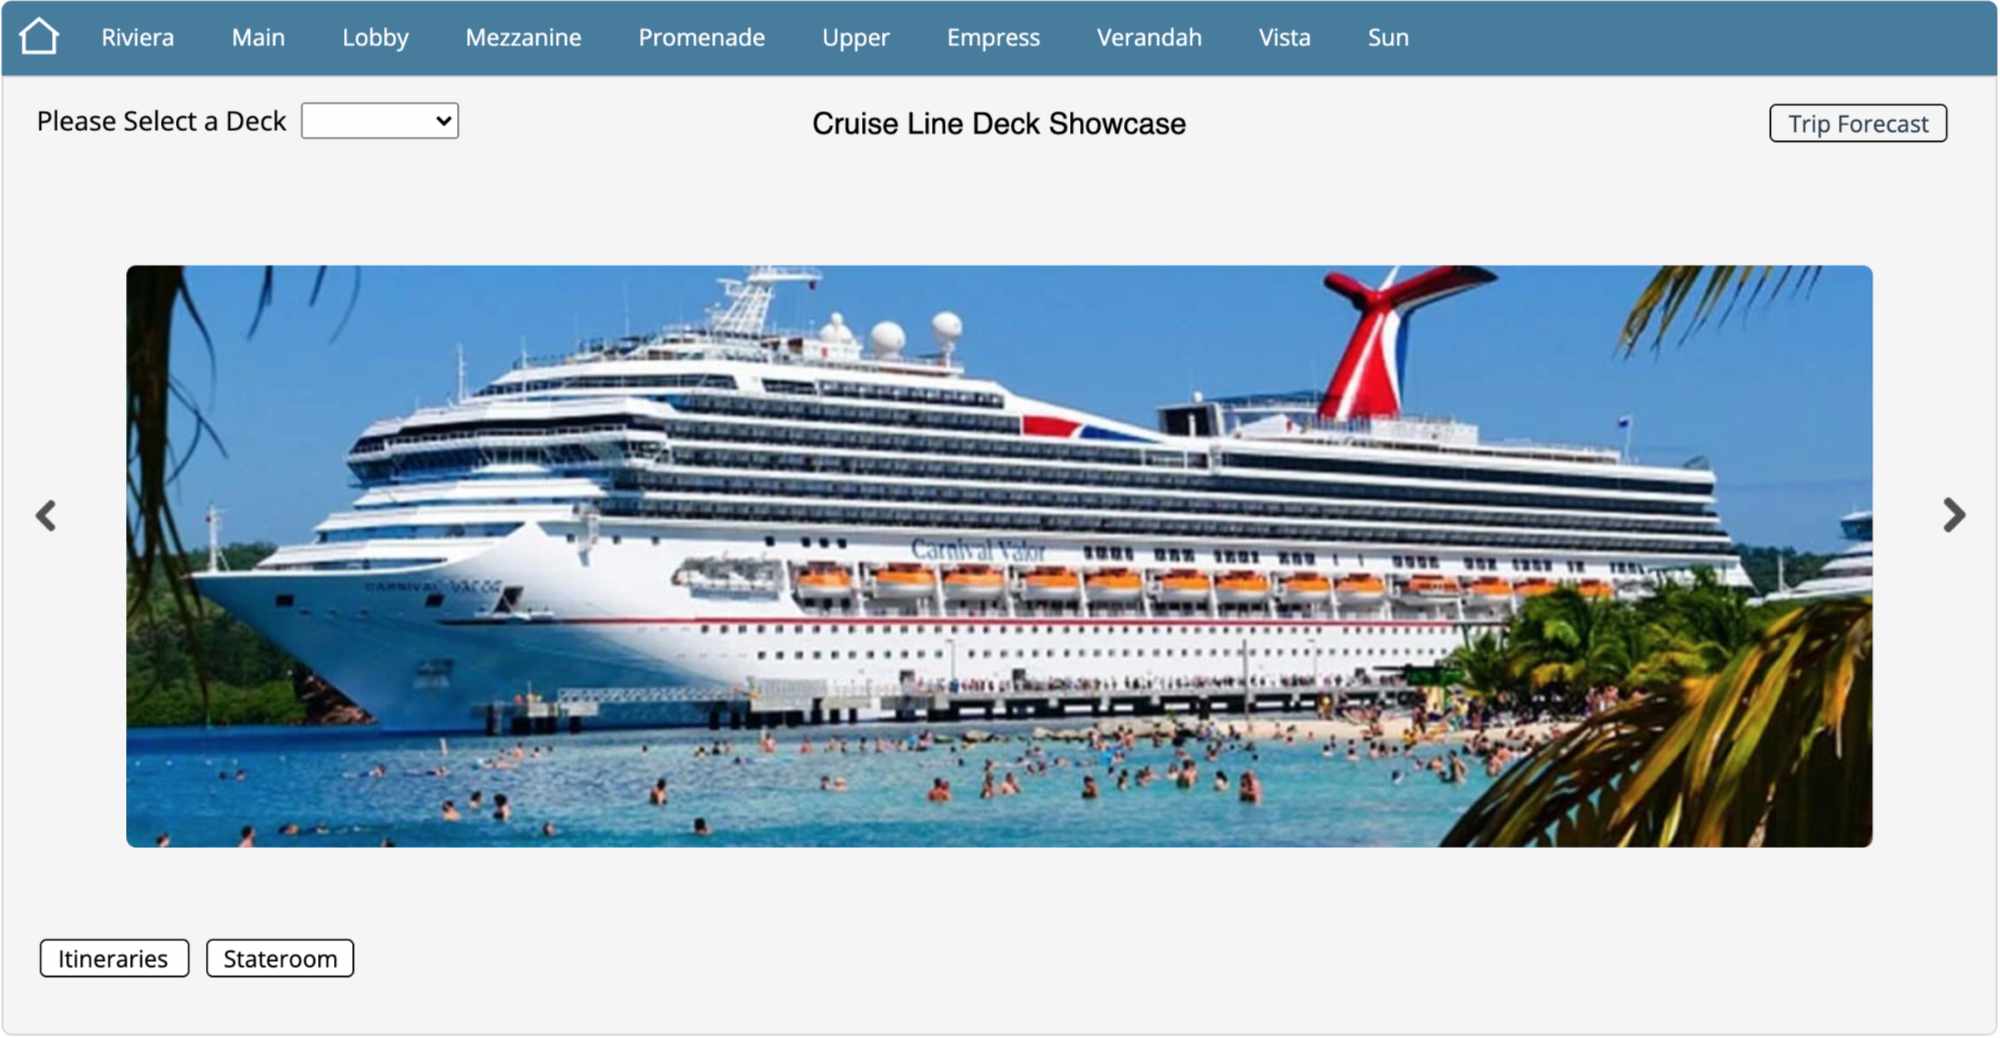 Riviera Main Lobby Mezzanine Promenade Upper Empress Verandah Vista Sun
Please Select a Deck
Cruise Line Deck Showcase
Trip Forecast
Carnival Valor
CARNIVAL VALOR
Itineraries Stateroom